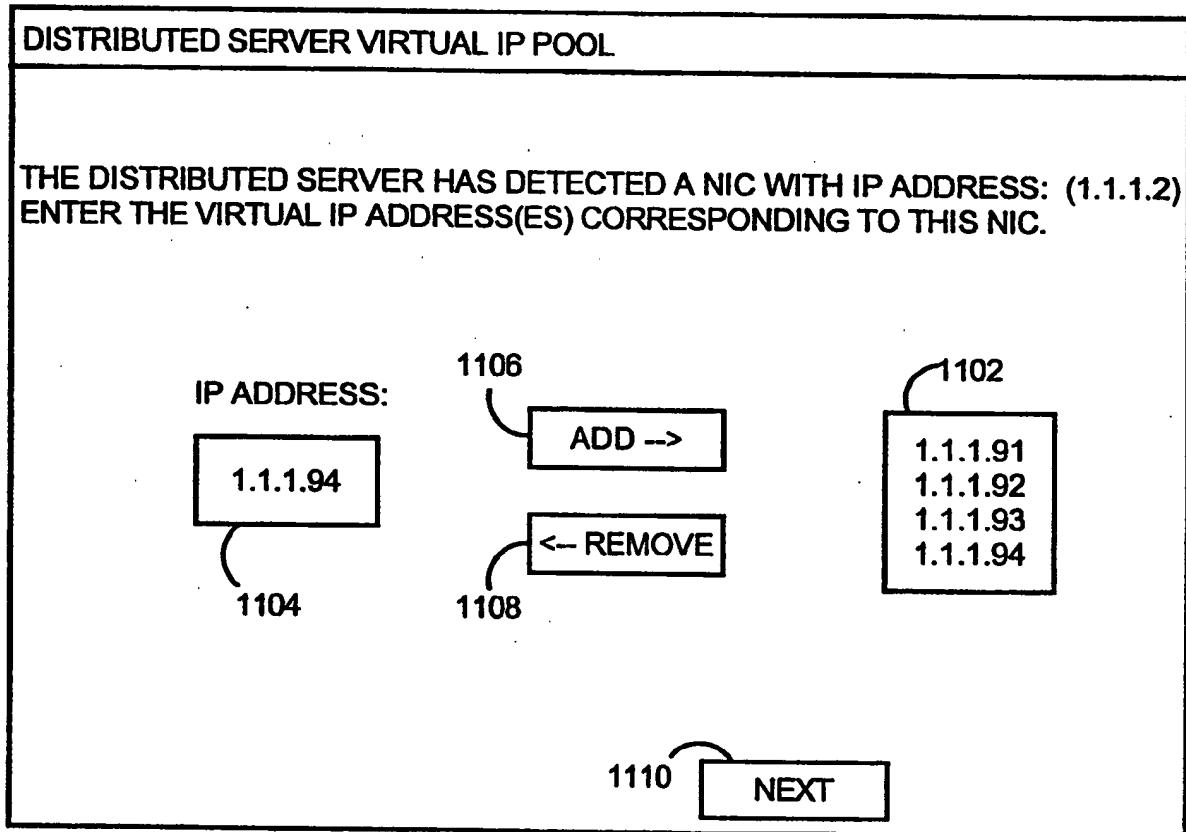 DISTRIBUTED SERVER VIRTUAL IP POOL
THE DISTRIBUTED SERVER HAS DETECTED A NIC WITH IP ADDRESS: (1.1.1.2)
ENTER THE VIRTUAL IP ADDRESS(ES) CORRESPONDING TO THIS NIC.
IP ADDRESS:
1.1.1.94
1104
1106
ADD -->
<-- REMOVE
1108
1102
1.1.1.91
1.1.1.92
1.1.1.93
1.1.1.94
1110
NEXT